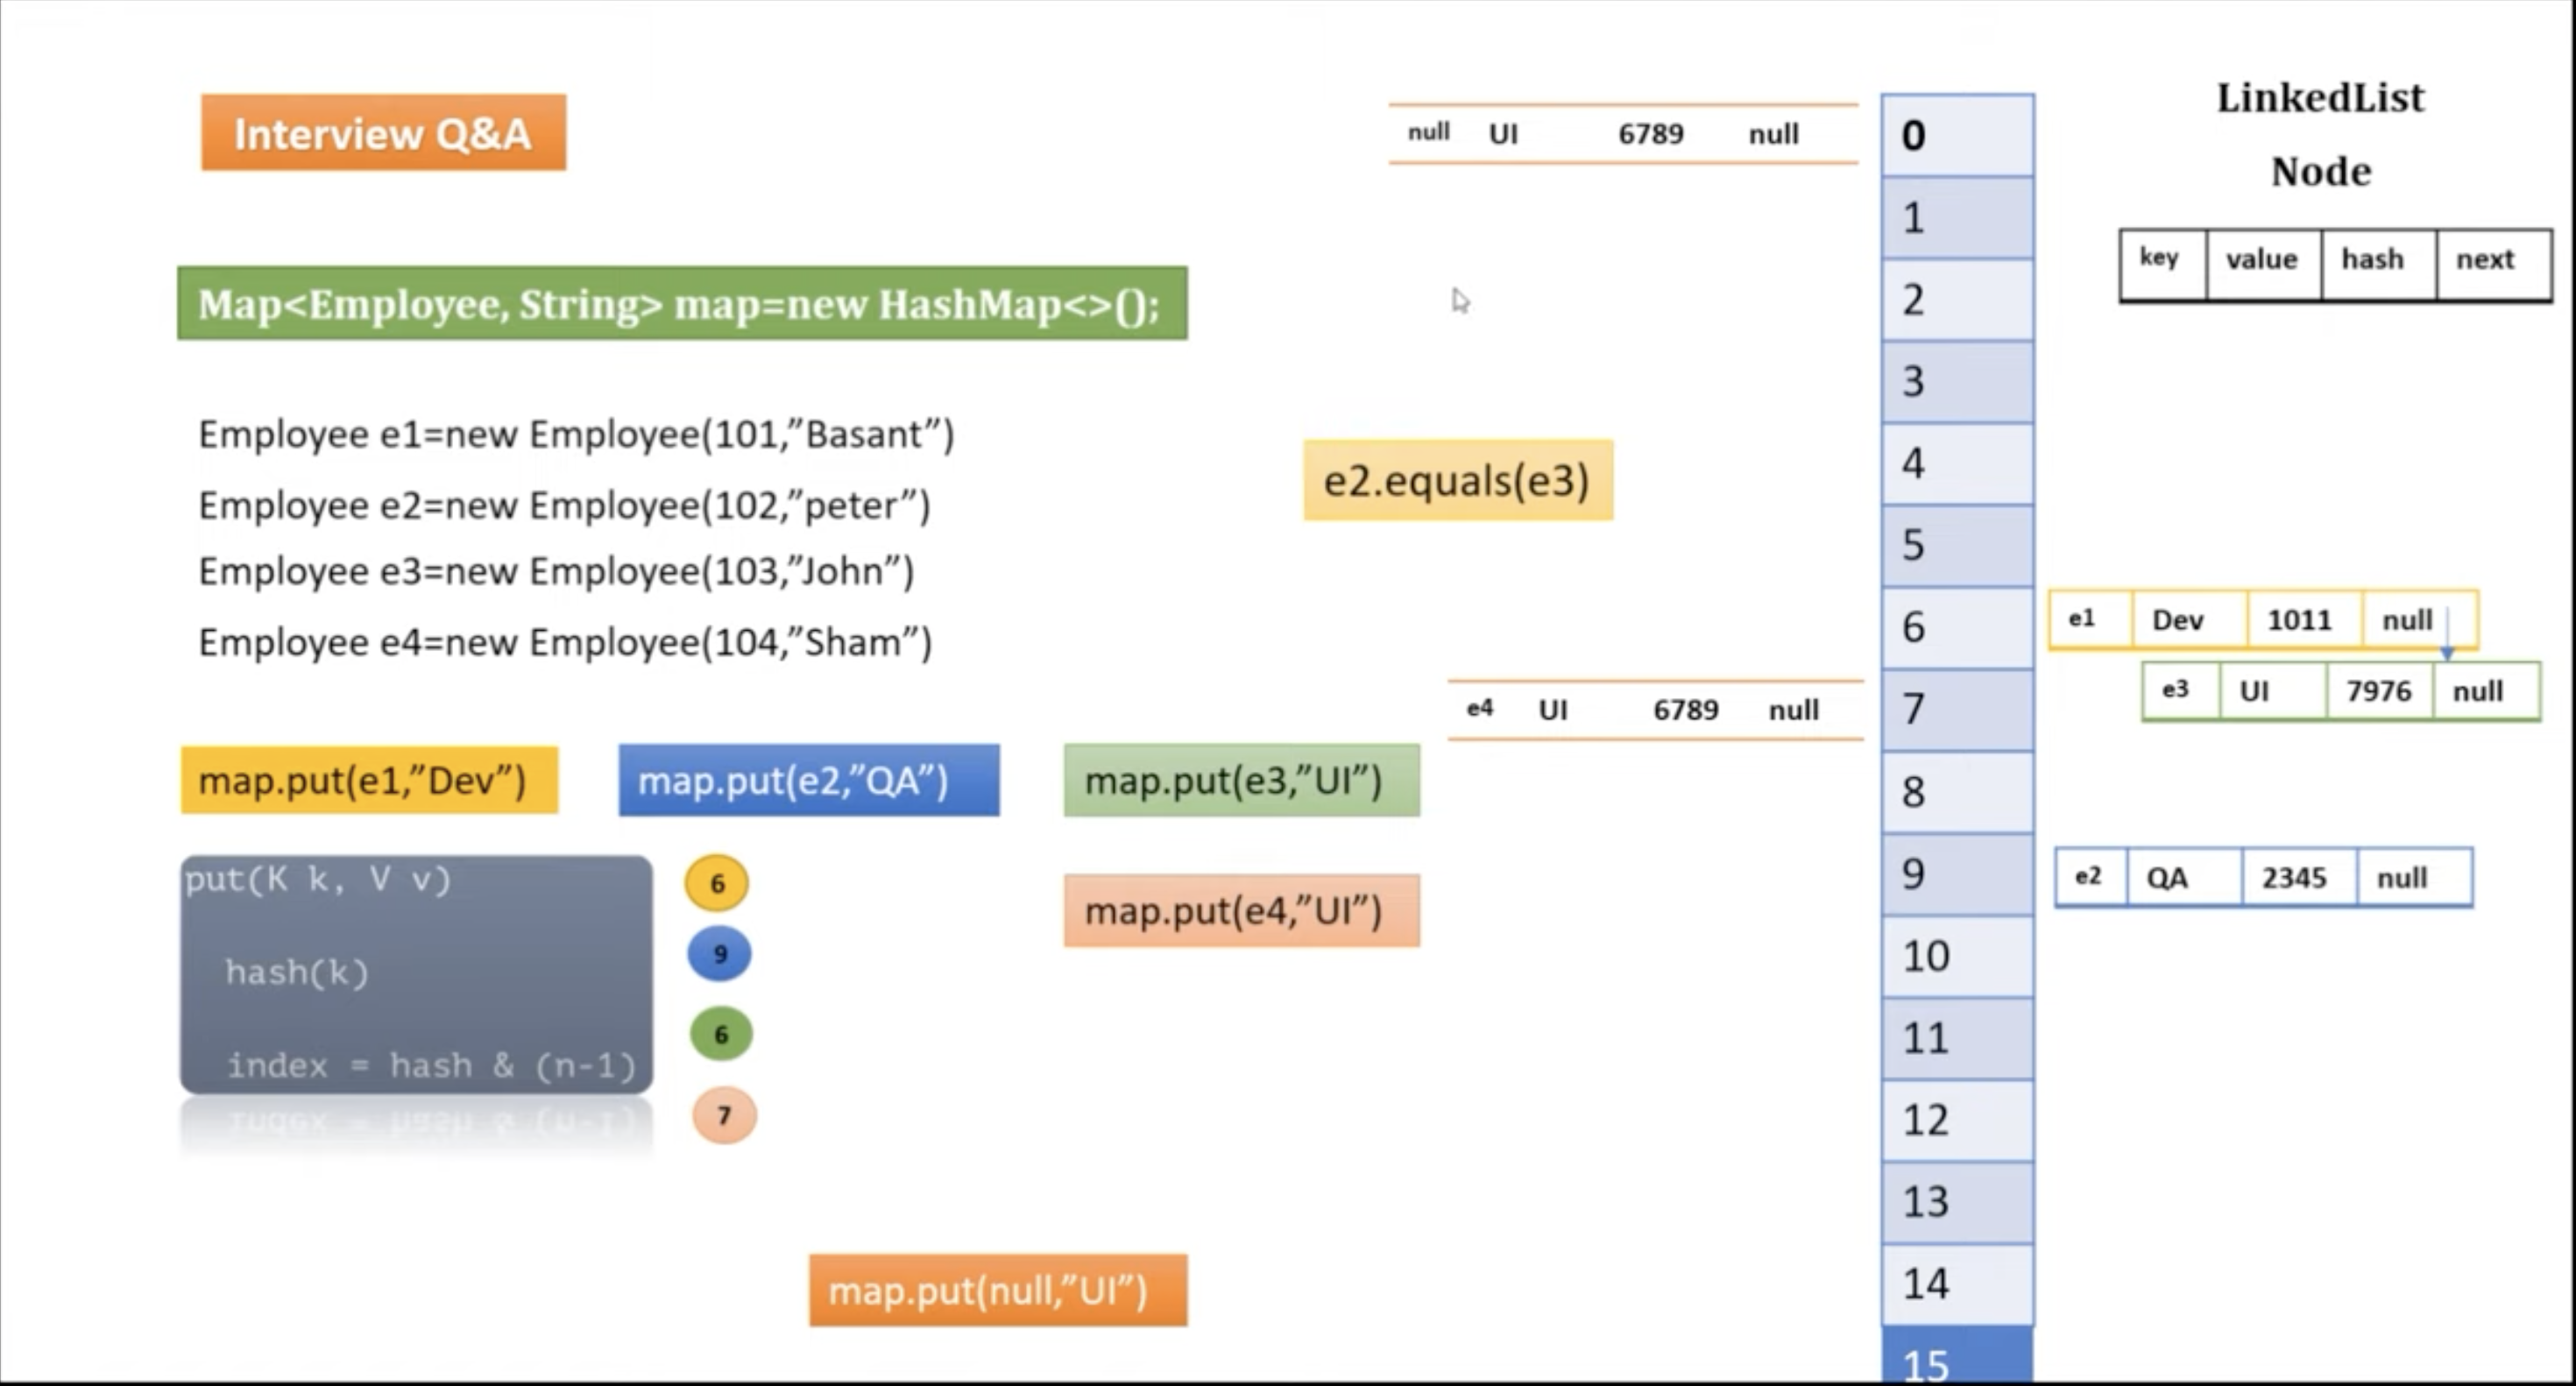 Interview Q&A
Map<Employee, String> map=new HashMap<>();
Employee e1=new Employee(101,”Basant”)
Employee e2=new Employee(102,”peter”)
Employee e3=new Employee(103,”John”)
Employee e4=new Employee(104,”Sham”)
map.put(e1,”Dev”)
map.put(e2,”QA”)
map.put(e3,”UI”)
map.put(e4,”UI”)
put(K k, V v)
hash(k)
index = hash & (n-1)
6
9
6
7
map.put(null,”UI”)
e2.equals(e3)
null UI 6789 null
e4 UI 6789 null
0
1
2
3
4
5
6
7
8
9
10
11
12
13
14
15
LinkedList
Node
key value hash next
e1 Dev 1011 null
e3 UI 7976 null
e2 QA 2345 null